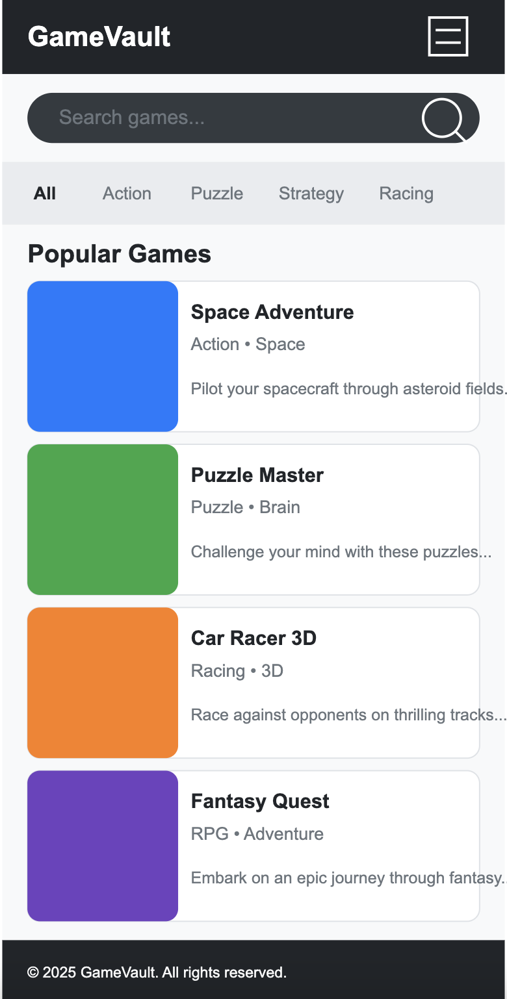 GameVault
Search games...
All Action Puzzle Strategy Racing
Popular Games
Space Adventure
Action • Space
Pilot your spacecraft through asteroid fields.
Puzzle Master
Puzzle • Brain
Challenge your mind with these puzzles...
Car Racer 3D
Racing • 3D
Race against opponents on thrilling tracks...
Fantasy Quest
RPG • Adventure
Embark on an epic journey through fantasy..
© 2025 GameVault. All rights reserved.